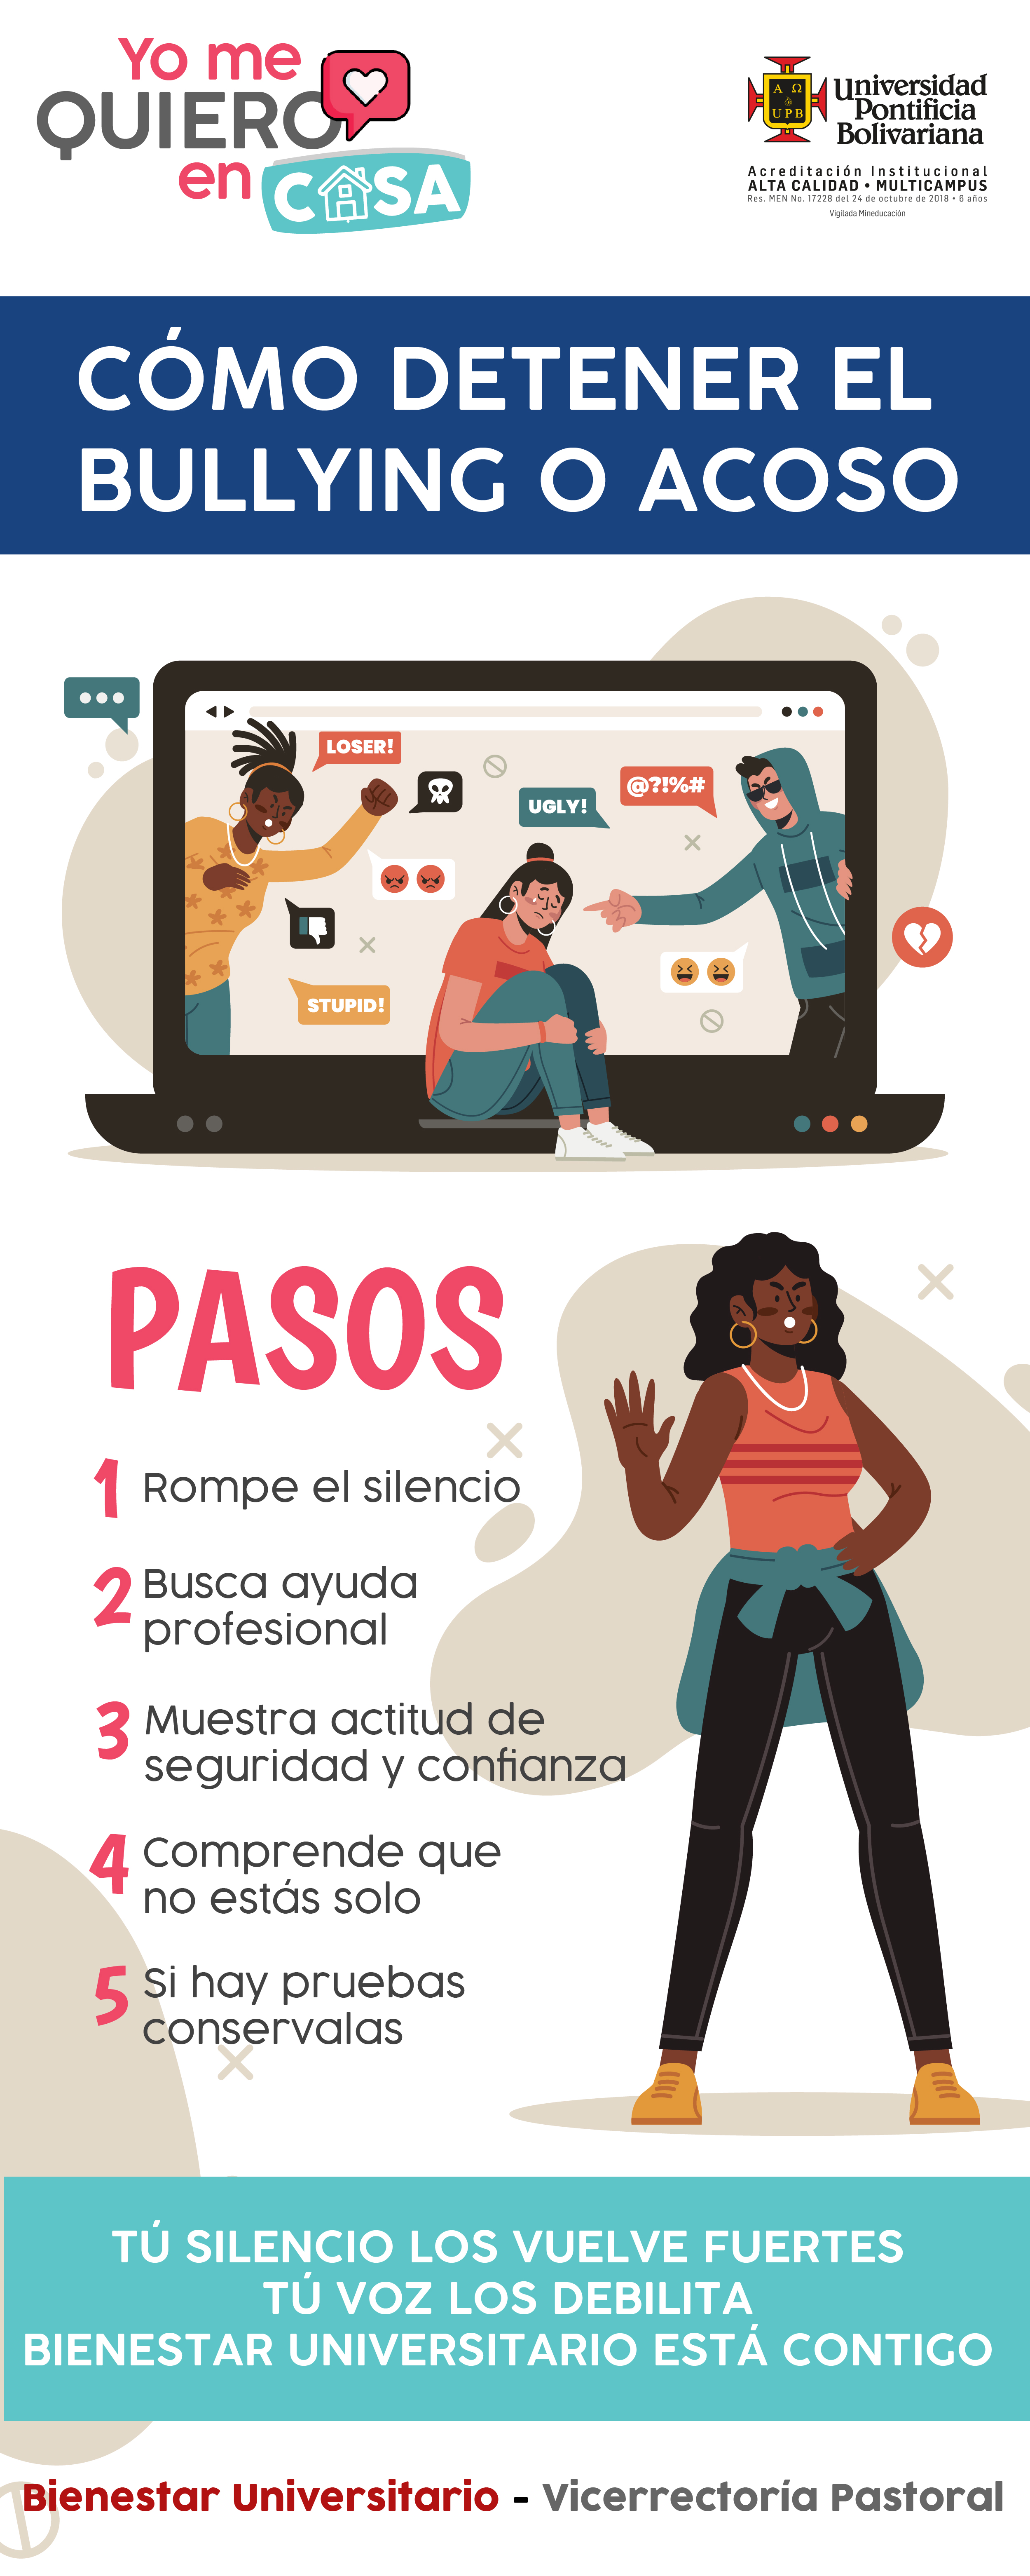 Yo me
QUIERO
en CASA
A Ω
UPB
Universidad
Pontificia
Bolivariana
Acreditación Institucional
ALTA CALIDAD • MULTICAMPUS
Res. MEN No. 17228 del 24 de octubre de 2018 • 6 años
Vigilada Mineducación
CÓMO DETENER EL
BULLYING O ACOSO
LOSER!
@?!%#
UGLY!
STUPID!
PASOS
1 Rompe el silencio
2 Busca ayuda
profesional
3 Muestra actitud de
seguridad y confianza
4 Comprende que
no estás solo
5 Si hay pruebas
conservalas
TÚ SILENCIO LOS VUELVE FUERTES
TÚ VOZ LOS DEBILITA
BIENESTAR UNIVERSITARIO ESTÁ CONTIGO
Bienestar Universitario - Vicerrectoría Pastoral